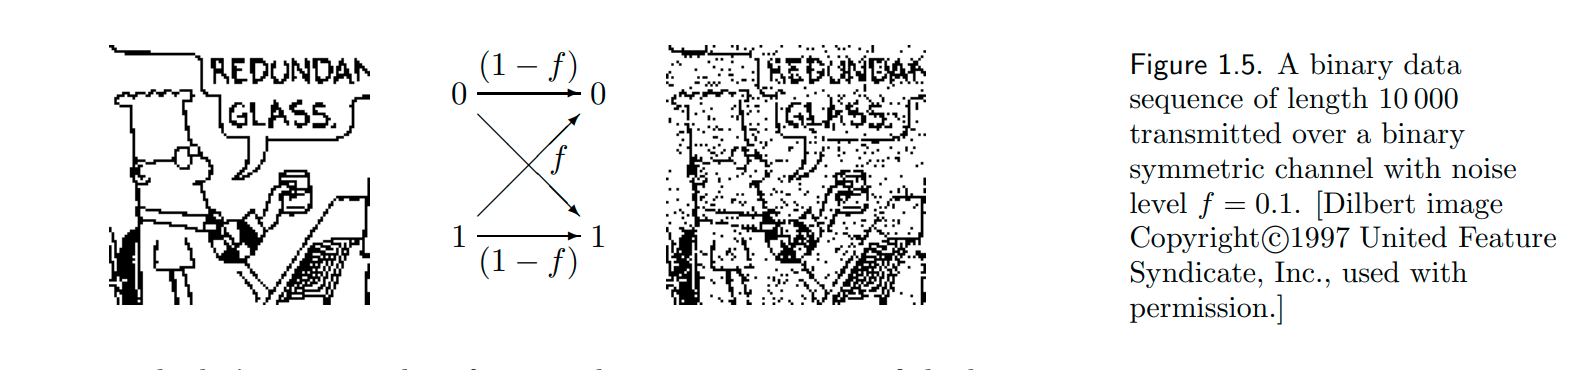 REDUNDAN
GLASS.
(1 − f)
0 0
f
1 1
(1 − f)
REDUNDAN
GLASS.
Figure 1.5. A binary data
sequence of length 10 000
transmitted over a binary
symmetric channel with noise
level f = 0.1. [Dilbert image
Copyright©1997 United Feature
Syndicate, Inc., used with
permission.]